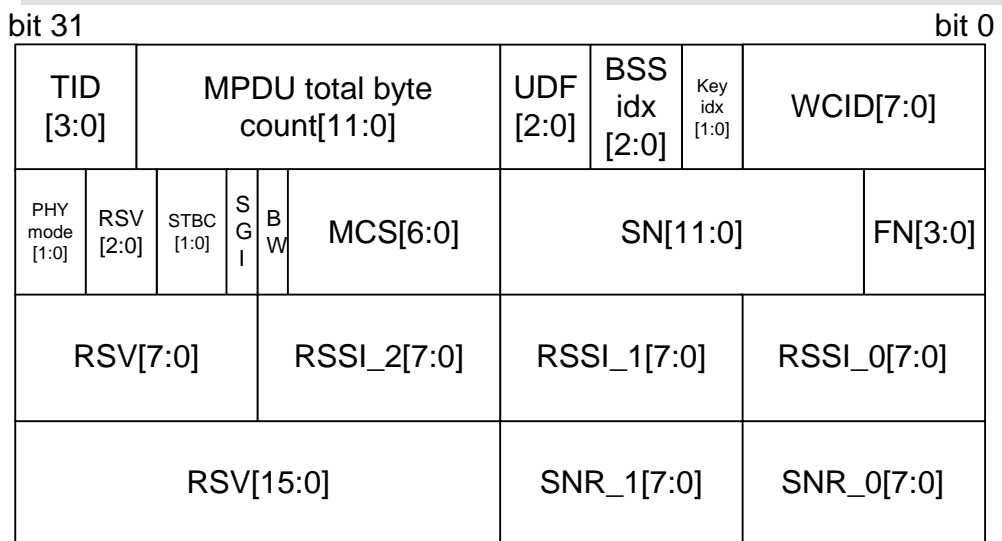 bit 31 bit 0
TID
[3:0]
MPDU total byte
count[11:0]
UDF
[2:0]
BSS
idx
[2:0]
Key
idx
[1:0]
WCID[7:0]
PHY
mode
[1:0]
RSV
[2:0]
STBC
[1:0]
S
G
I
B
W
MCS[6:0]
SN[11:0]
FN[3:0]
RSV[7:0]
RSSI_2[7:0]
RSSI_1[7:0]
RSSI_0[7:0]
RSV[15:0]
SNR_1[7:0]
SNR_0[7:0]